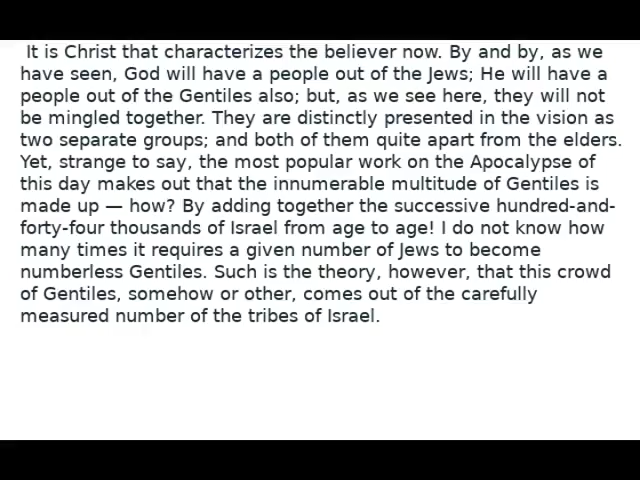 It is Christ that characterizes the believer now. By and by, as we
have seen, God will have a people out of the Jews; He will have a
people out of the Gentiles also; but, as we see here, they will not
be mingled together. They are distinctly presented in the vision as
two separate groups; and both of them quite apart from the elders.
Yet, strange to say, the most popular work on the Apocalypse of
this day makes out that the innumerable multitude of Gentiles is
made up — how? By adding together the successive hundred-and-
forty-four thousands of Israel from age to age! I do not know how
many times it requires a given number of Jews to become
numberless Gentiles. Such is the theory, however, that this crowd
of Gentiles, somehow or other, comes out of the carefully
measured number of the tribes of Israel.